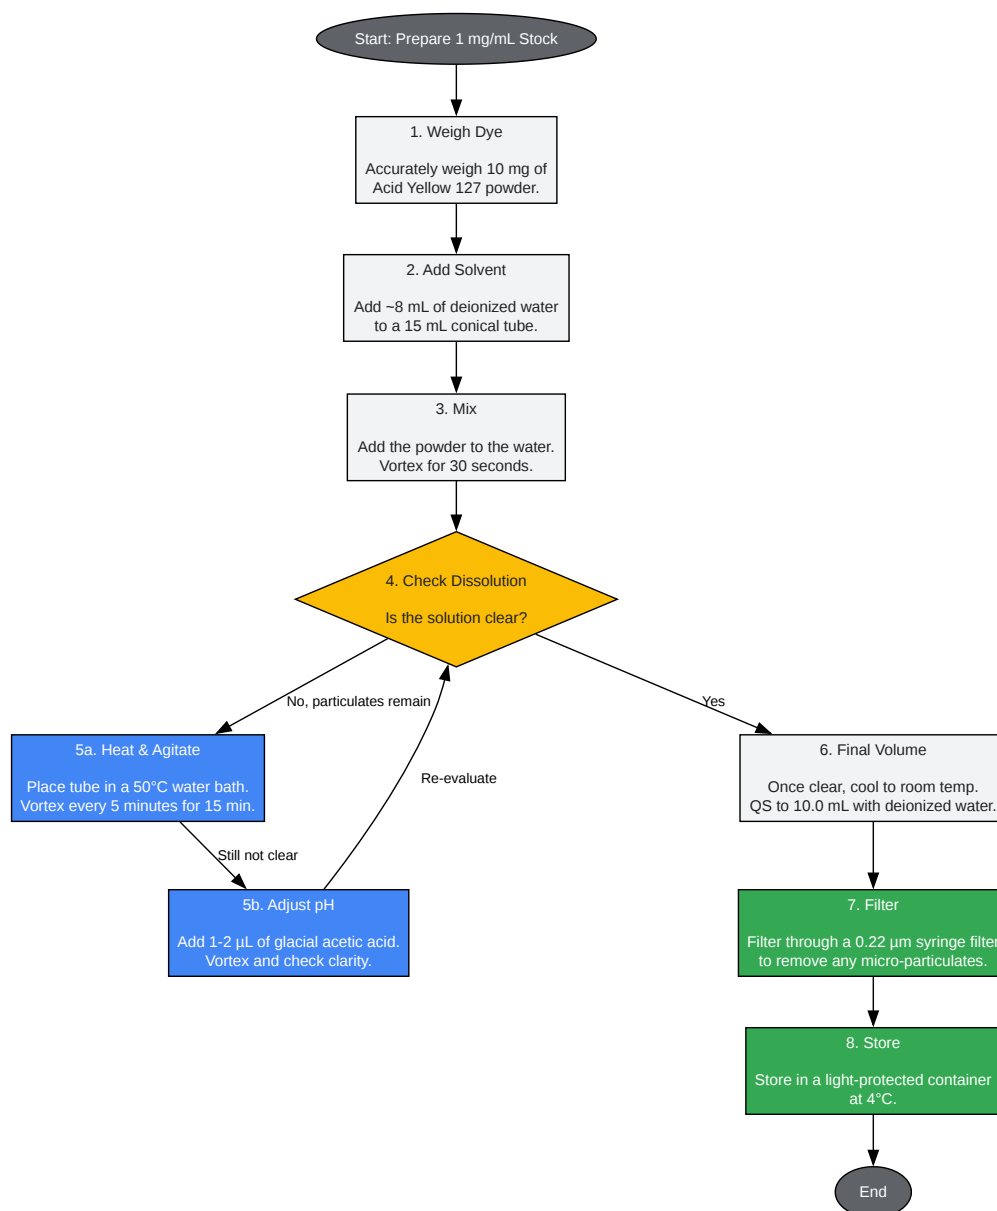 Start: Prepare 1 mg/mL Stock
1. Weigh Dye
Accurately weigh 10 mg of
Acid Yellow 127 powder.
2. Add Solvent
Add ~8 mL of deionized water
to a 15 mL conical tube.
3. Mix
Add the powder to the water.
Vortex for 30 seconds.
4. Check Dissolution
Is the solution clear?
No, particulates remain
Yes
5a. Heat & Agitate
Place tube in a 50°C water bath.
Vortex every 5 minutes for 15 min.
Re-evaluate
Still not clear
5b. Adjust pH
Add 1-2 µL of glacial acetic acid.
Vortex and check clarity.
6. Final Volume
Once clear, cool to room temp.
QS to 10.0 mL with deionized water.
7. Filter
Filter through a 0.22 µm syringe filter
to remove any micro-particulates.
8. Store
Store in a light-protected container
at 4°C.
End